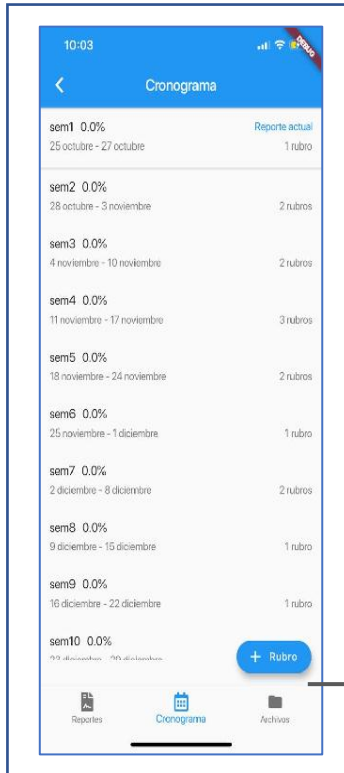 10:03
DEBUG
Cronograma
sem1 0.0% Reporte actual
25 octubre - 27 octubre 1 rubro
sem2 0.0%
28 octubre - 3 noviembre 2 rubros
sem3 0.0%
4 noviembre - 10 noviembre 2 rubros
sem4 0.0%
11 noviembre - 17 noviembre 3 rubros
sem5 0.0%
18 noviembre - 24 noviembre 2 rubros
sem6 0.0%
25 noviembre - 1 diciembre 1 rubro
sem7 0.0%
2 diciembre - 8 diciembre 2 rubros
sem8 0.0%
9 diciembre - 15 diciembre 1 rubro
sem9 0.0%
16 diciembre - 22 diciembre 1 rubro
sem10 0.0%
23 diciembre - 29 diciembre
+ Rubro
Reportes Cronograma Archivos